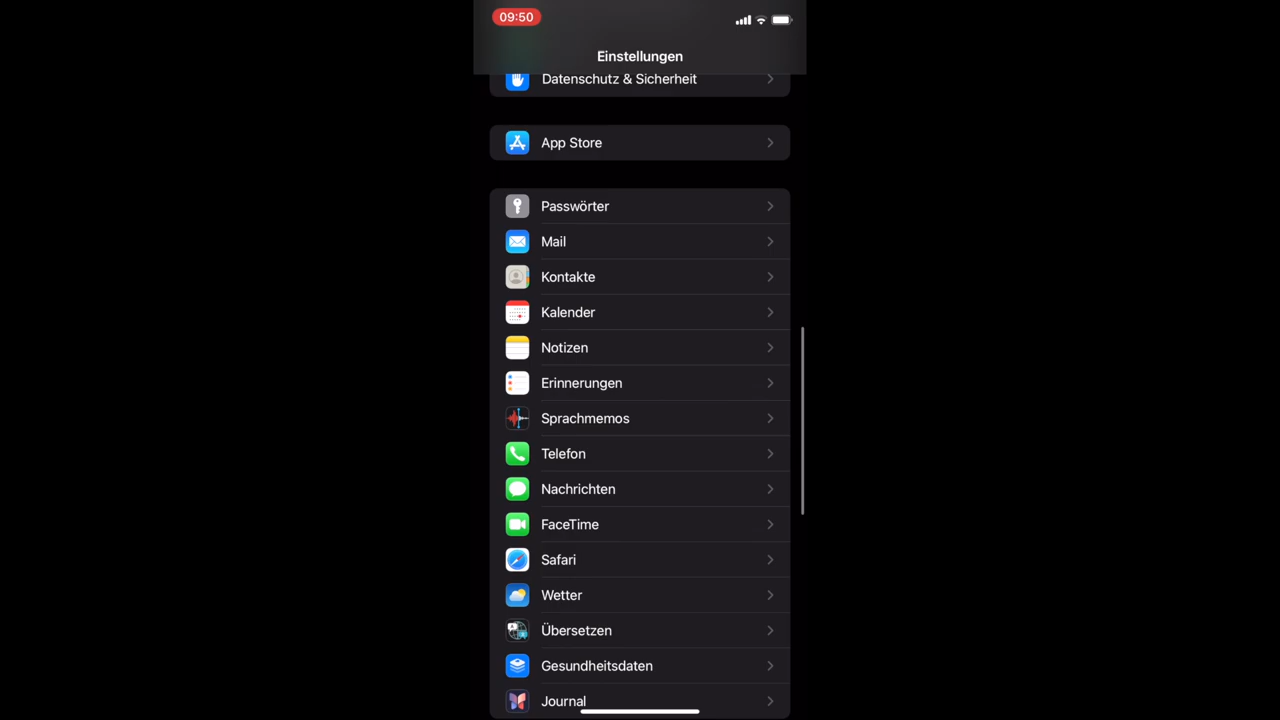 09:50
Einstellungen
Datenschutz & Sicherheit
App Store
Passwörter
Mail
Kontakte
Kalender
Notizen
Erinnerungen
Sprachmemos
Telefon
Nachrichten
FaceTime
Safari
Wetter
Übersetzen
Gesundheitsdaten
Journal